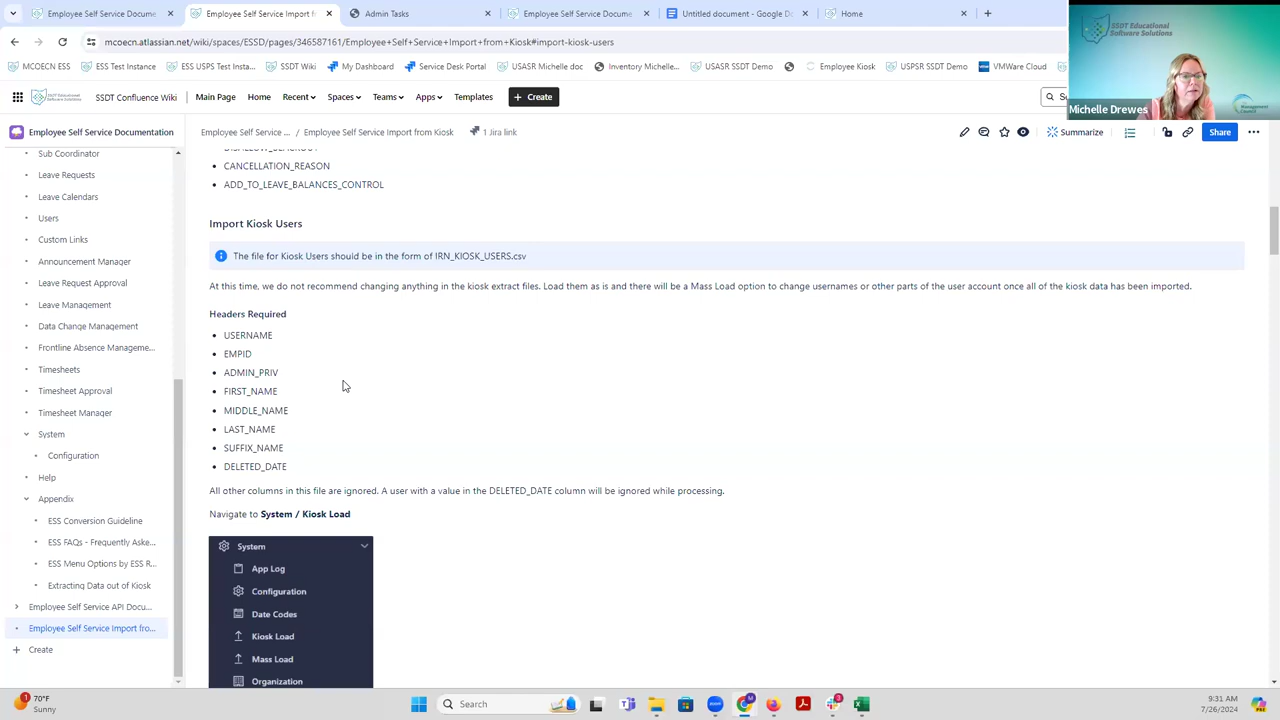 Employee Self Service Docume
Employee Self Service Import f
Admin Tasks
Employee Self Service Docume
Untitled document - Google D
Home
mcoecn.atlassian.net/wiki/spaces/ESSD/pages/346587161/Employee+Self+Service+Import+from+Kiosk#import-kiosk-users
MCOECN ESS
ESS Test Instance
ESS USPS Test Insta...
SSDT Wiki
My Dashboard
Service Desk Portal
USASR Michelle doc
Inventory Michelle...
USASR SSDT Demo
Employee Kiosk
USPSR SSDT Demo
VMWare Cloud
SSDT Educational
Software Solutions
Management
Council
Michelle Drewes
SSDT Confluence Wiki
Main Page
Home
Recent
Spaces
Teams
Apps
Templates
+ Create
Employee Self Service Documentation
Employee Self Service ... / Employee Self Service Import from Kiosk
1 Jira link
Summarize
Share
Sub Coordinator
Leave Requests
Leave Calendars
Users
Custom Links
Announcement Manager
Leave Request Approval
Leave Management
Data Change Management
Frontline Absence Manageme...
Timesheets
Timesheet Approval
Timesheet Manager
System
Configuration
Help
Appendix
ESS Conversion Guideline
ESS FAQs - Frequently Aske...
ESS Menu Options by ESS R...
Extracting Data out of Kiosk
Employee Self Service API Docu...
Employee Self Service Import fro...
Create
DISALLOW_BLACKOUT
CANCELLATION_REASON
ADD_TO_LEAVE_BALANCES_CONTROL
Import Kiosk Users
The file for Kiosk Users should be in the form of IRN_KIOSK_USERS.csv
At this time, we do not recommend changing anything in the kiosk extract files. Load them as is and there will be a Mass Load option to change usernames or other parts of the user account once all of the kiosk data has been imported.
Headers Required
USERNAME
EMPID
ADMIN_PRIV
FIRST_NAME
MIDDLE_NAME
LAST_NAME
SUFFIX_NAME
DELETED_DATE
All other columns in this file are ignored. A user with a value in the DELETED_DATE column will be ignored while processing.
Navigate to System / Kiosk Load
System
App Log
Configuration
Date Codes
Kiosk Load
Mass Load
Organization
70°F
Sunny
Search
9:31 AM
7/26/2024